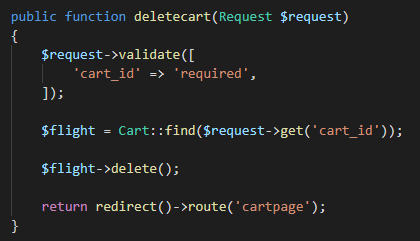 public function deletecart(Request $request)
{
$request->validate([
'cart_id' => 'required',
]);
$flight = Cart::find($request->get('cart_id'));
$flight->delete();
return redirect()->route('cartpage');
}